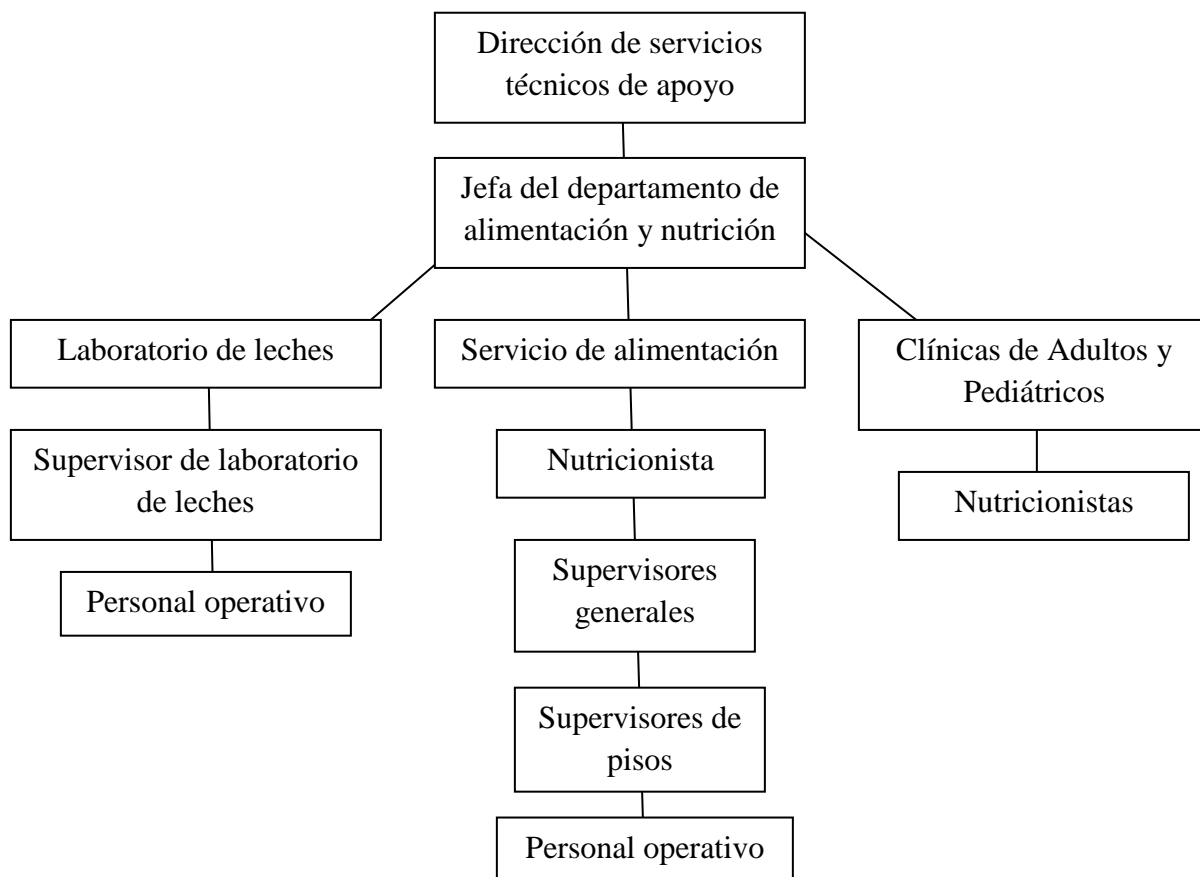 Dirección de servicios
técnicos de apoyo
Jefa del departamento de
alimentación y nutrición
Laboratorio de leches
Servicio de alimentación
Clínicas de Adultos y
Pediátricos
Supervisor de laboratorio
de leches
Nutricionista
Nutricionistas
Personal operativo
Supervisores
generales
Supervisores de
pisos
Personal operativo